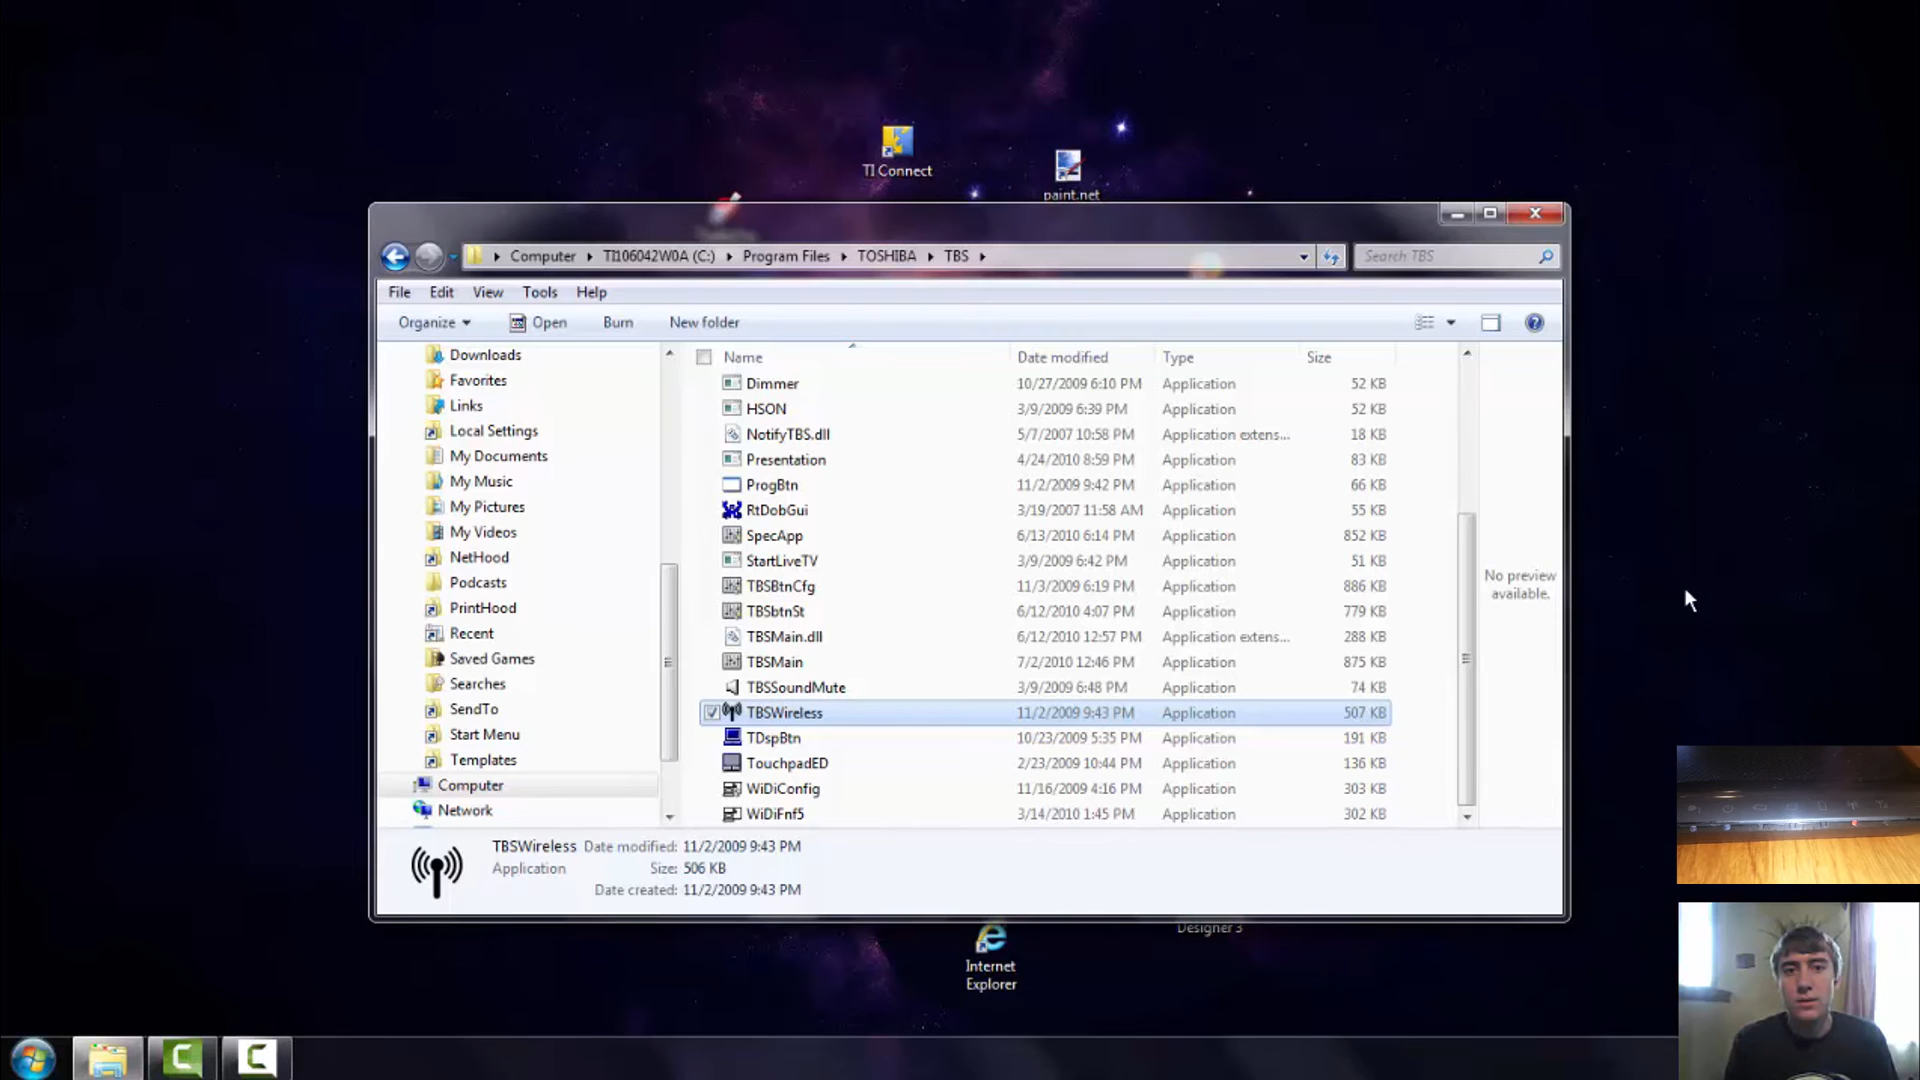 TI Connect
paint.net
Computer TI106042W0A (C:) Program Files TOSHIBA TBS
Search TBS
File Edit View Tools Help
Organize Open Burn New folder
Downloads
Favorites
Links
Local Settings
My Documents
My Music
My Pictures
My Videos
NetHood
Podcasts
PrintHood
Recent
Saved Games
Searches
SendTo
Start Menu
Templates
Computer
Network
Name Date modified Type Size
Dimmer 10/27/2009 6:10 PM Application 52 KB
HSON 3/9/2009 6:39 PM Application 52 KB
NotifyTBS.dll 5/7/2007 10:58 PM Application extens... 18 KB
Presentation 4/24/2010 8:59 PM Application 83 KB
ProgBtn 11/2/2009 9:42 PM Application 66 KB
RtDobGui 3/19/2007 11:58 AM Application 55 KB
SpecApp 6/13/2010 6:14 PM Application 852 KB
StartLiveTV 3/9/2009 6:42 PM Application 51 KB
TBSBtnCfg 11/3/2009 6:19 PM Application 886 KB
TBSbtnSt 6/12/2010 4:07 PM Application 779 KB
TBSMain.dll 6/12/2010 12:57 PM Application extens... 288 KB
TBSMain 7/2/2010 12:46 PM Application 875 KB
TBSSoundMute 3/9/2009 6:48 PM Application 74 KB
TBSWireless 11/2/2009 9:43 PM Application 507 KB
TDspBtn 10/23/2009 5:35 PM Application 191 KB
TouchpadED 2/23/2009 10:44 PM Application 136 KB
WiDiConfig 11/16/2009 4:16 PM Application 303 KB
WiDiFnf5 3/14/2010 1:45 PM Application 302 KB
No preview
available.
TBSWireless Date modified: 11/2/2009 9:43 PM
Application Size: 506 KB
Date created: 11/2/2009 9:43 PM
Designer 3
Internet
Explorer